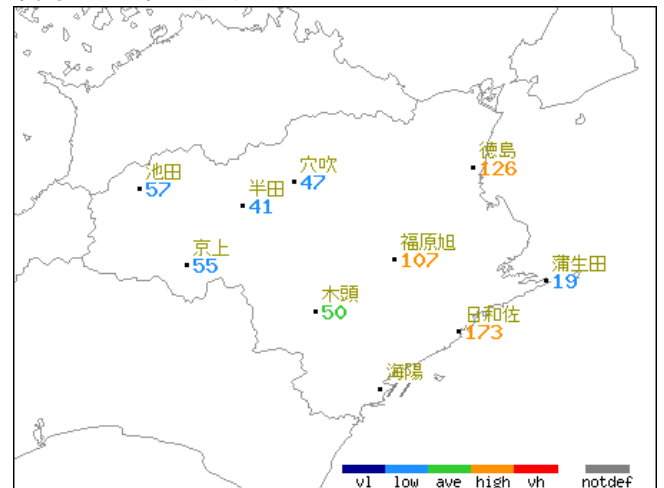 徳島
126
穴吹
47
池田
57
半田
41
福原旭
107
京上
55
蒲生田
19
木頭
50
日和佐
173
海陽
vl low ave high vh notdef